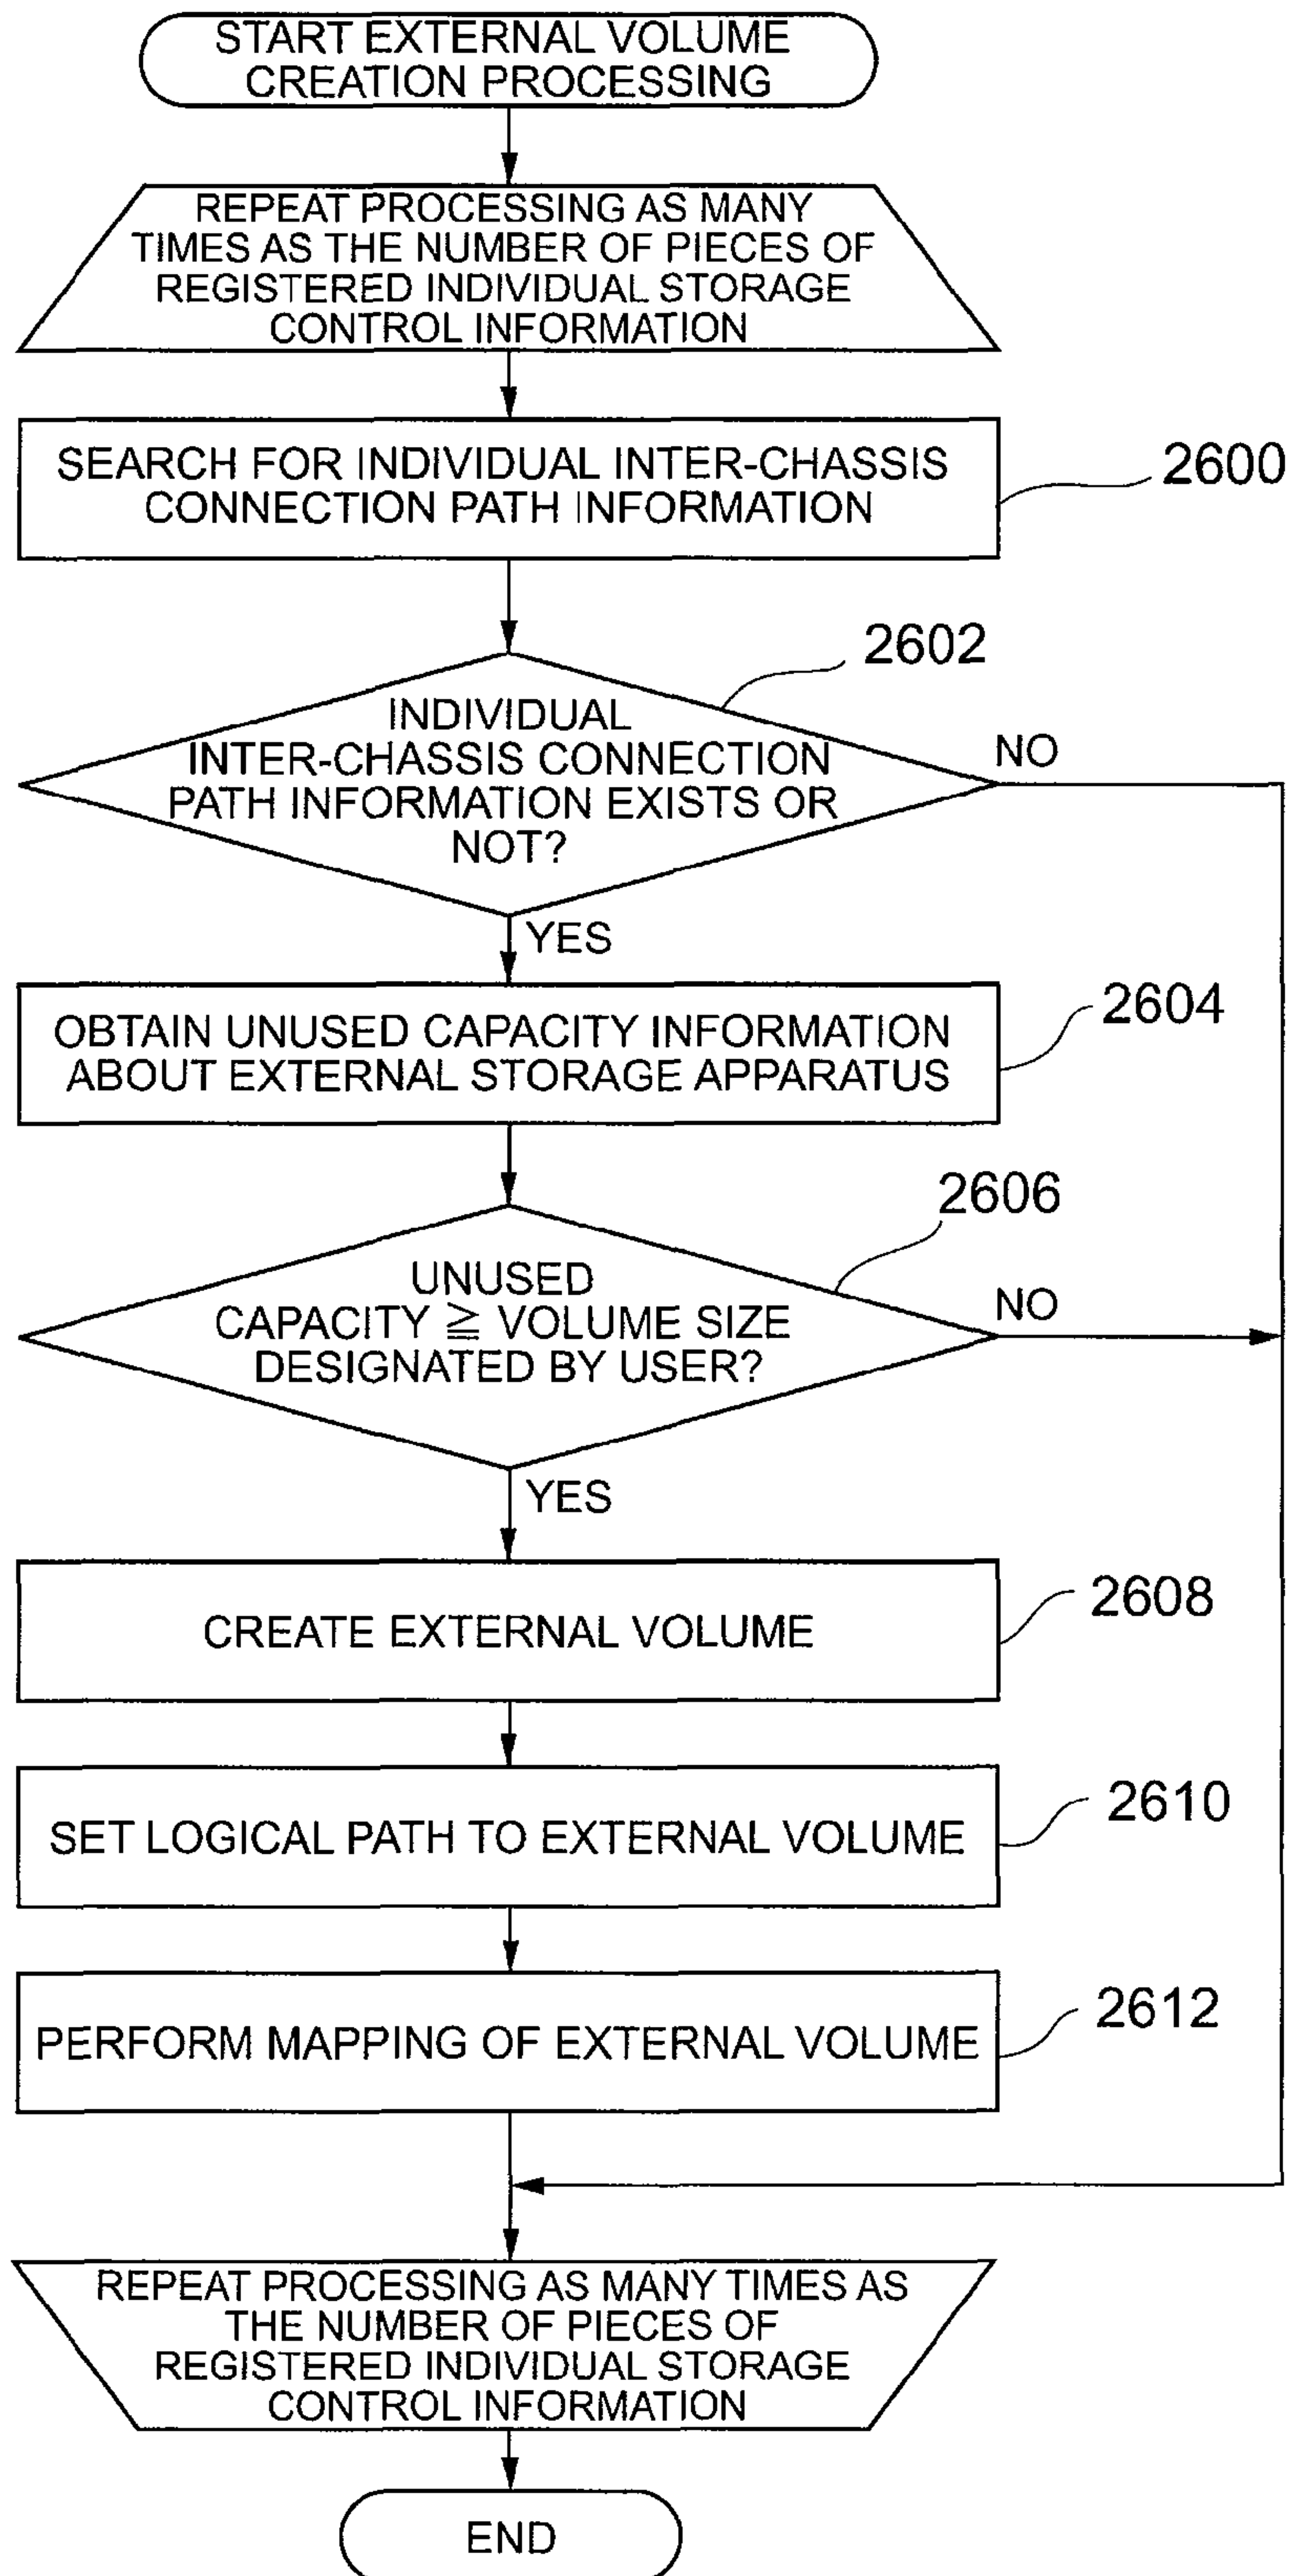 START EXTERNAL VOLUME
CREATION PROCESSING
REPEAT PROCESSING AS MANY
TIMES AS THE NUMBER OF PIECES OF
REGISTERED INDIVIDUAL STORAGE
CONTROL INFORMATION
SEARCH FOR INDIVIDUAL INTER-CHASSIS
CONNECTION PATH INFORMATION
2600
2602
INDIVIDUAL
INTER-CHASSIS CONNECTION
PATH INFORMATION EXISTS OR
NOT?
NO
YES
OBTAIN UNUSED CAPACITY INFORMATION
ABOUT EXTERNAL STORAGE APPARATUS
2604
2606
UNUSED
CAPACITY ≧ VOLUME SIZE
DESIGNATED BY USER?
NO
YES
CREATE EXTERNAL VOLUME
2608
SET LOGICAL PATH TO EXTERNAL VOLUME
2610
PERFORM MAPPING OF EXTERNAL VOLUME
2612
REPEAT PROCESSING AS MANY TIMES AS
THE NUMBER OF PIECES OF
REGISTERED INDIVIDUAL STORAGE
CONTROL INFORMATION
END